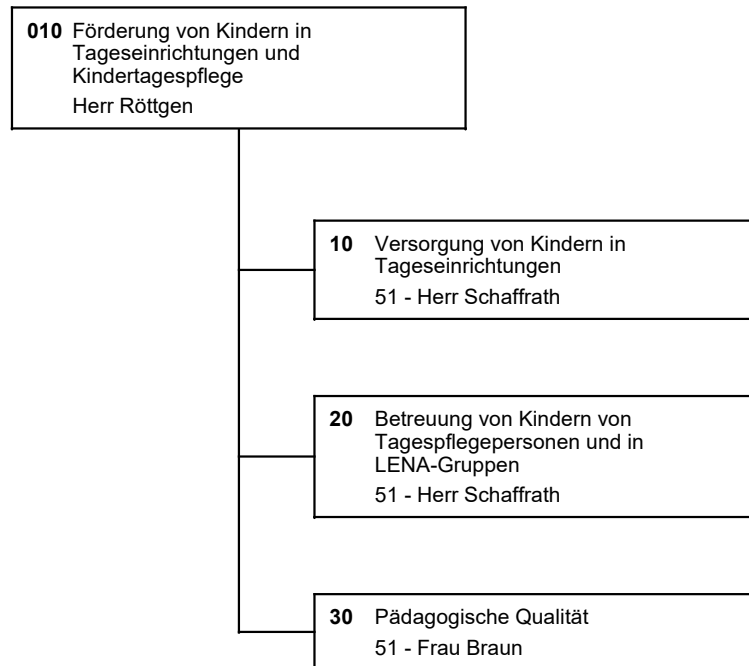 010 Förderung von Kindern in
Tageseinrichtungen und
Kindertagespflege
Herr Röttgen
10 Versorgung von Kindern in
Tageseinrichtungen
51 - Herr Schaffrath
20 Betreuung von Kindern von
Tagespflegepersonen und in
LENA-Gruppen
51 - Herr Schaffrath
30 Pädagogische Qualität
51 - Frau Braun